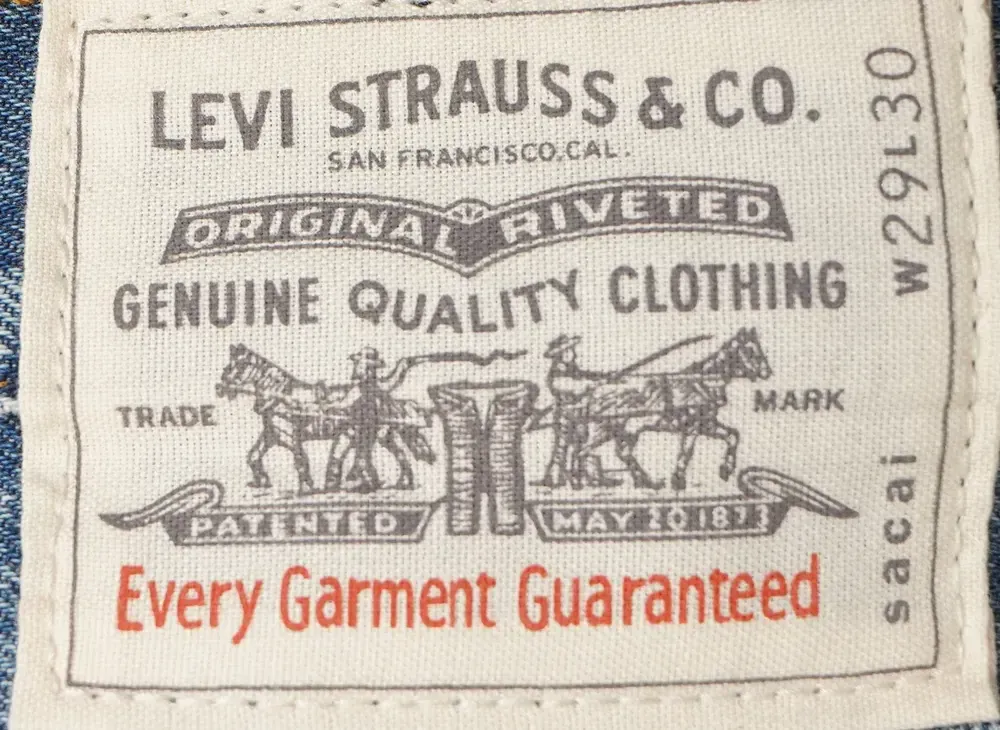 LEVI STRAUSS & CO.
SAN FRANCISCO.CAL.
ORIGINAL RIVETED
GENUINE QUALITY CLOTHING
TRADE MARK
PATENTED MAY 20 1873
Every Garment Guaranteed
W29L30
sacai